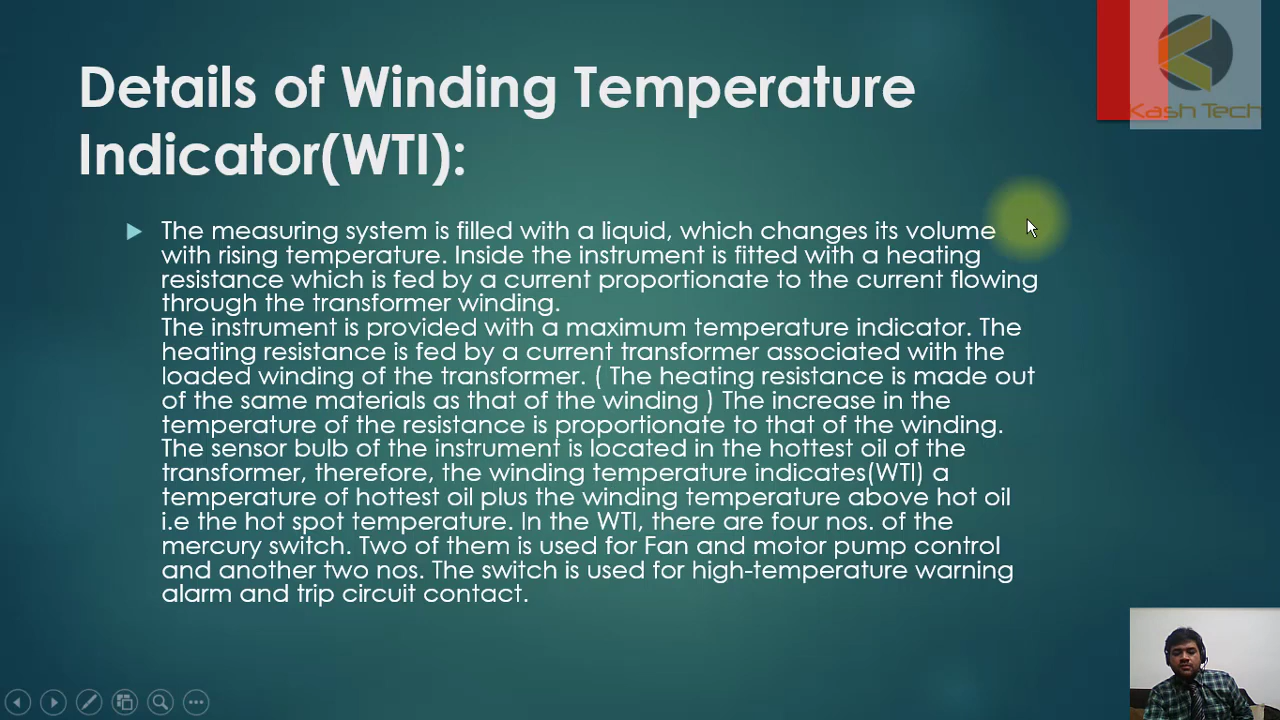 Kash Tech
Details of Winding Temperature
Indicator(WTI):
The measuring system is filled with a liquid, which changes its volume
with rising temperature. Inside the instrument is fitted with a heating
resistance which is fed by a current proportionate to the current flowing
through the transformer winding.
The instrument is provided with a maximum temperature indicator. The
heating resistance is fed by a current transformer associated with the
loaded winding of the transformer. ( The heating resistance is made out
of the same materials as that of the winding ) The increase in the
temperature of the resistance is proportionate to that of the winding.
The sensor bulb of the instrument is located in the hottest oil of the
transformer, therefore, the winding temperature indicates(WTI) a
temperature of hottest oil plus the winding temperature above hot oil
i.e the hot spot temperature. In the WTI, there are four nos. of the
mercury switch. Two of them is used for Fan and motor pump control
and another two nos. The switch is used for high-temperature warning
alarm and trip circuit contact.